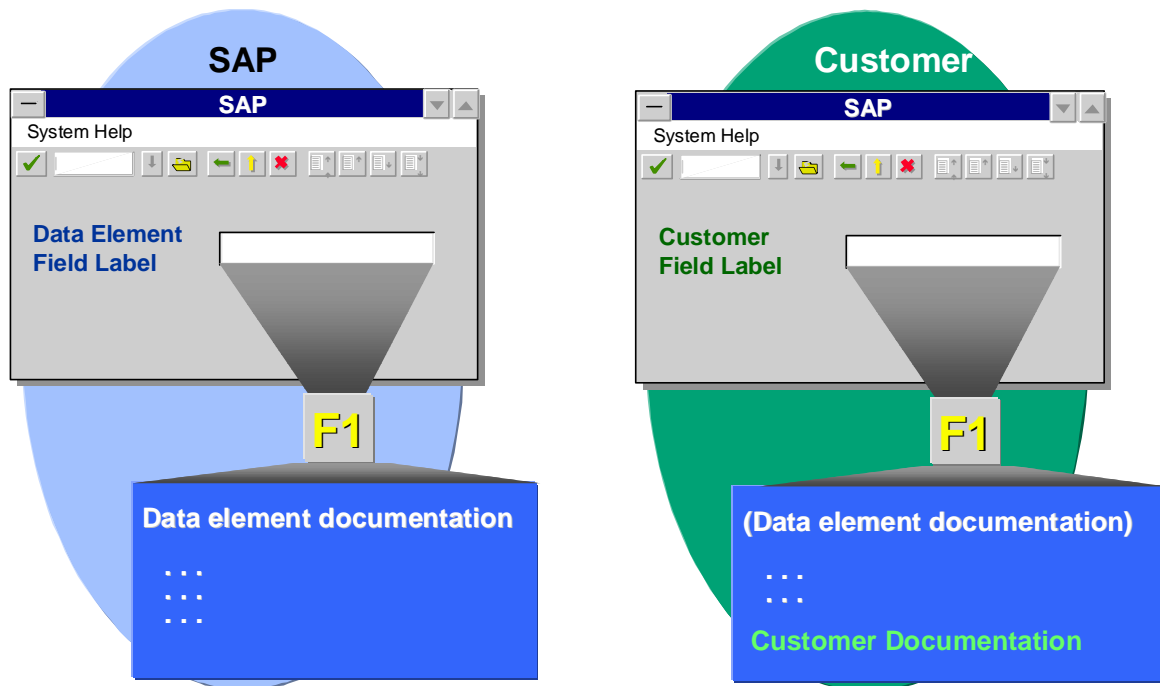 SAP
SAP
System Help
Data Element
Field Label
F1
Data element documentation
. . .
. . .
. . .
Customer
SAP
System Help
Customer
Field Label
F1
(Data element documentation)
. . .
. . .
Customer Documentation